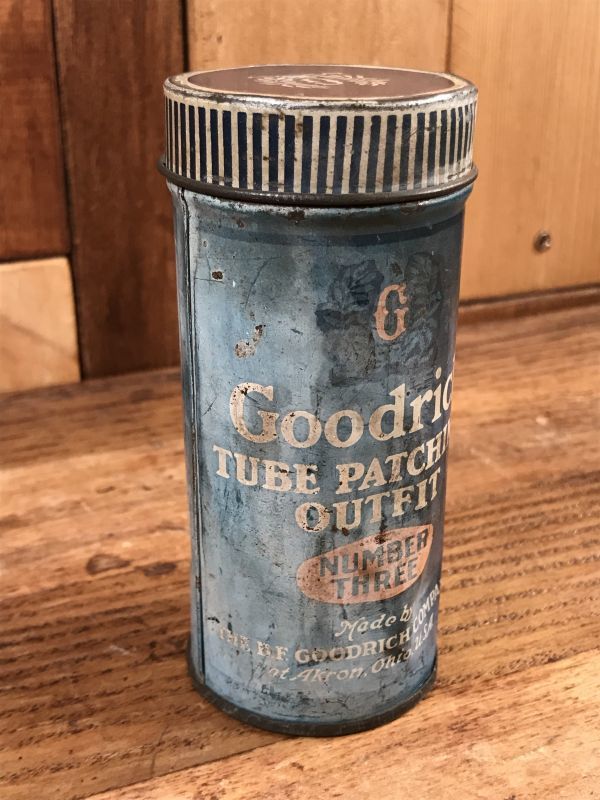 G
Goodric
TUBE PATCHI
OUTFIT
NUMBER
THREE
Made by
THE B.F. GOODRICH COMPA
at Akron, Ohio, U.S.A.